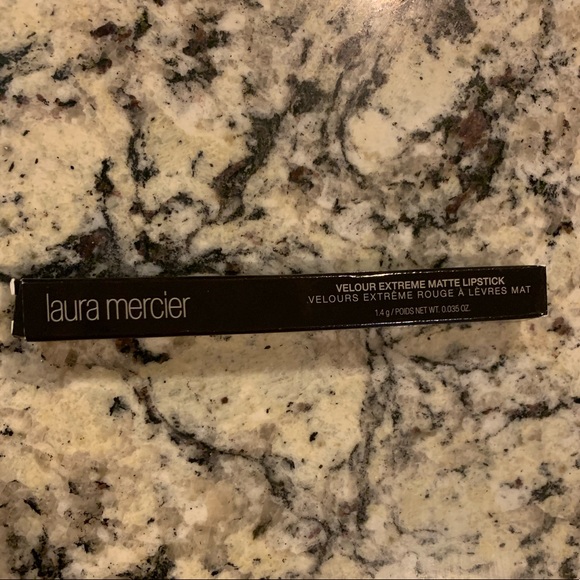 laura mercier
VELOUR EXTREME MATTE LIPSTICK
VELOURS EXTRÊME ROUGE À LÈVRES MAT
1.4 g / POIDS NET WT. 0.035 OZ.